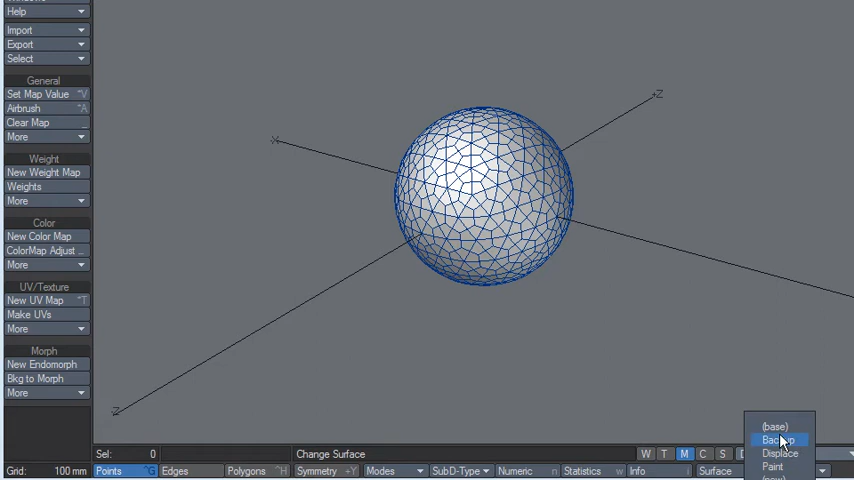 Help
Import
Export
Select
General
Set Map Value ^V
Airbrush ^A
Clear Map _
More
Weight
New Weight Map
Weights
More
Color
New Color Map
ColorMap Adjust ...
More
UV/Texture
New UV Map ^T
Make UVs
More
Morph
New Endomorph
Bkg to Morph
More
-X
+Z
-Z
(base)
Backup
Displace
Paint
(new)
Sel: 0 Change Surface W T M C S
Grid: 100 mm Points ^G Edges Polygons ^H Symmetry +Y Modes SubD-Type Numeric n Statistics w Info i Surface